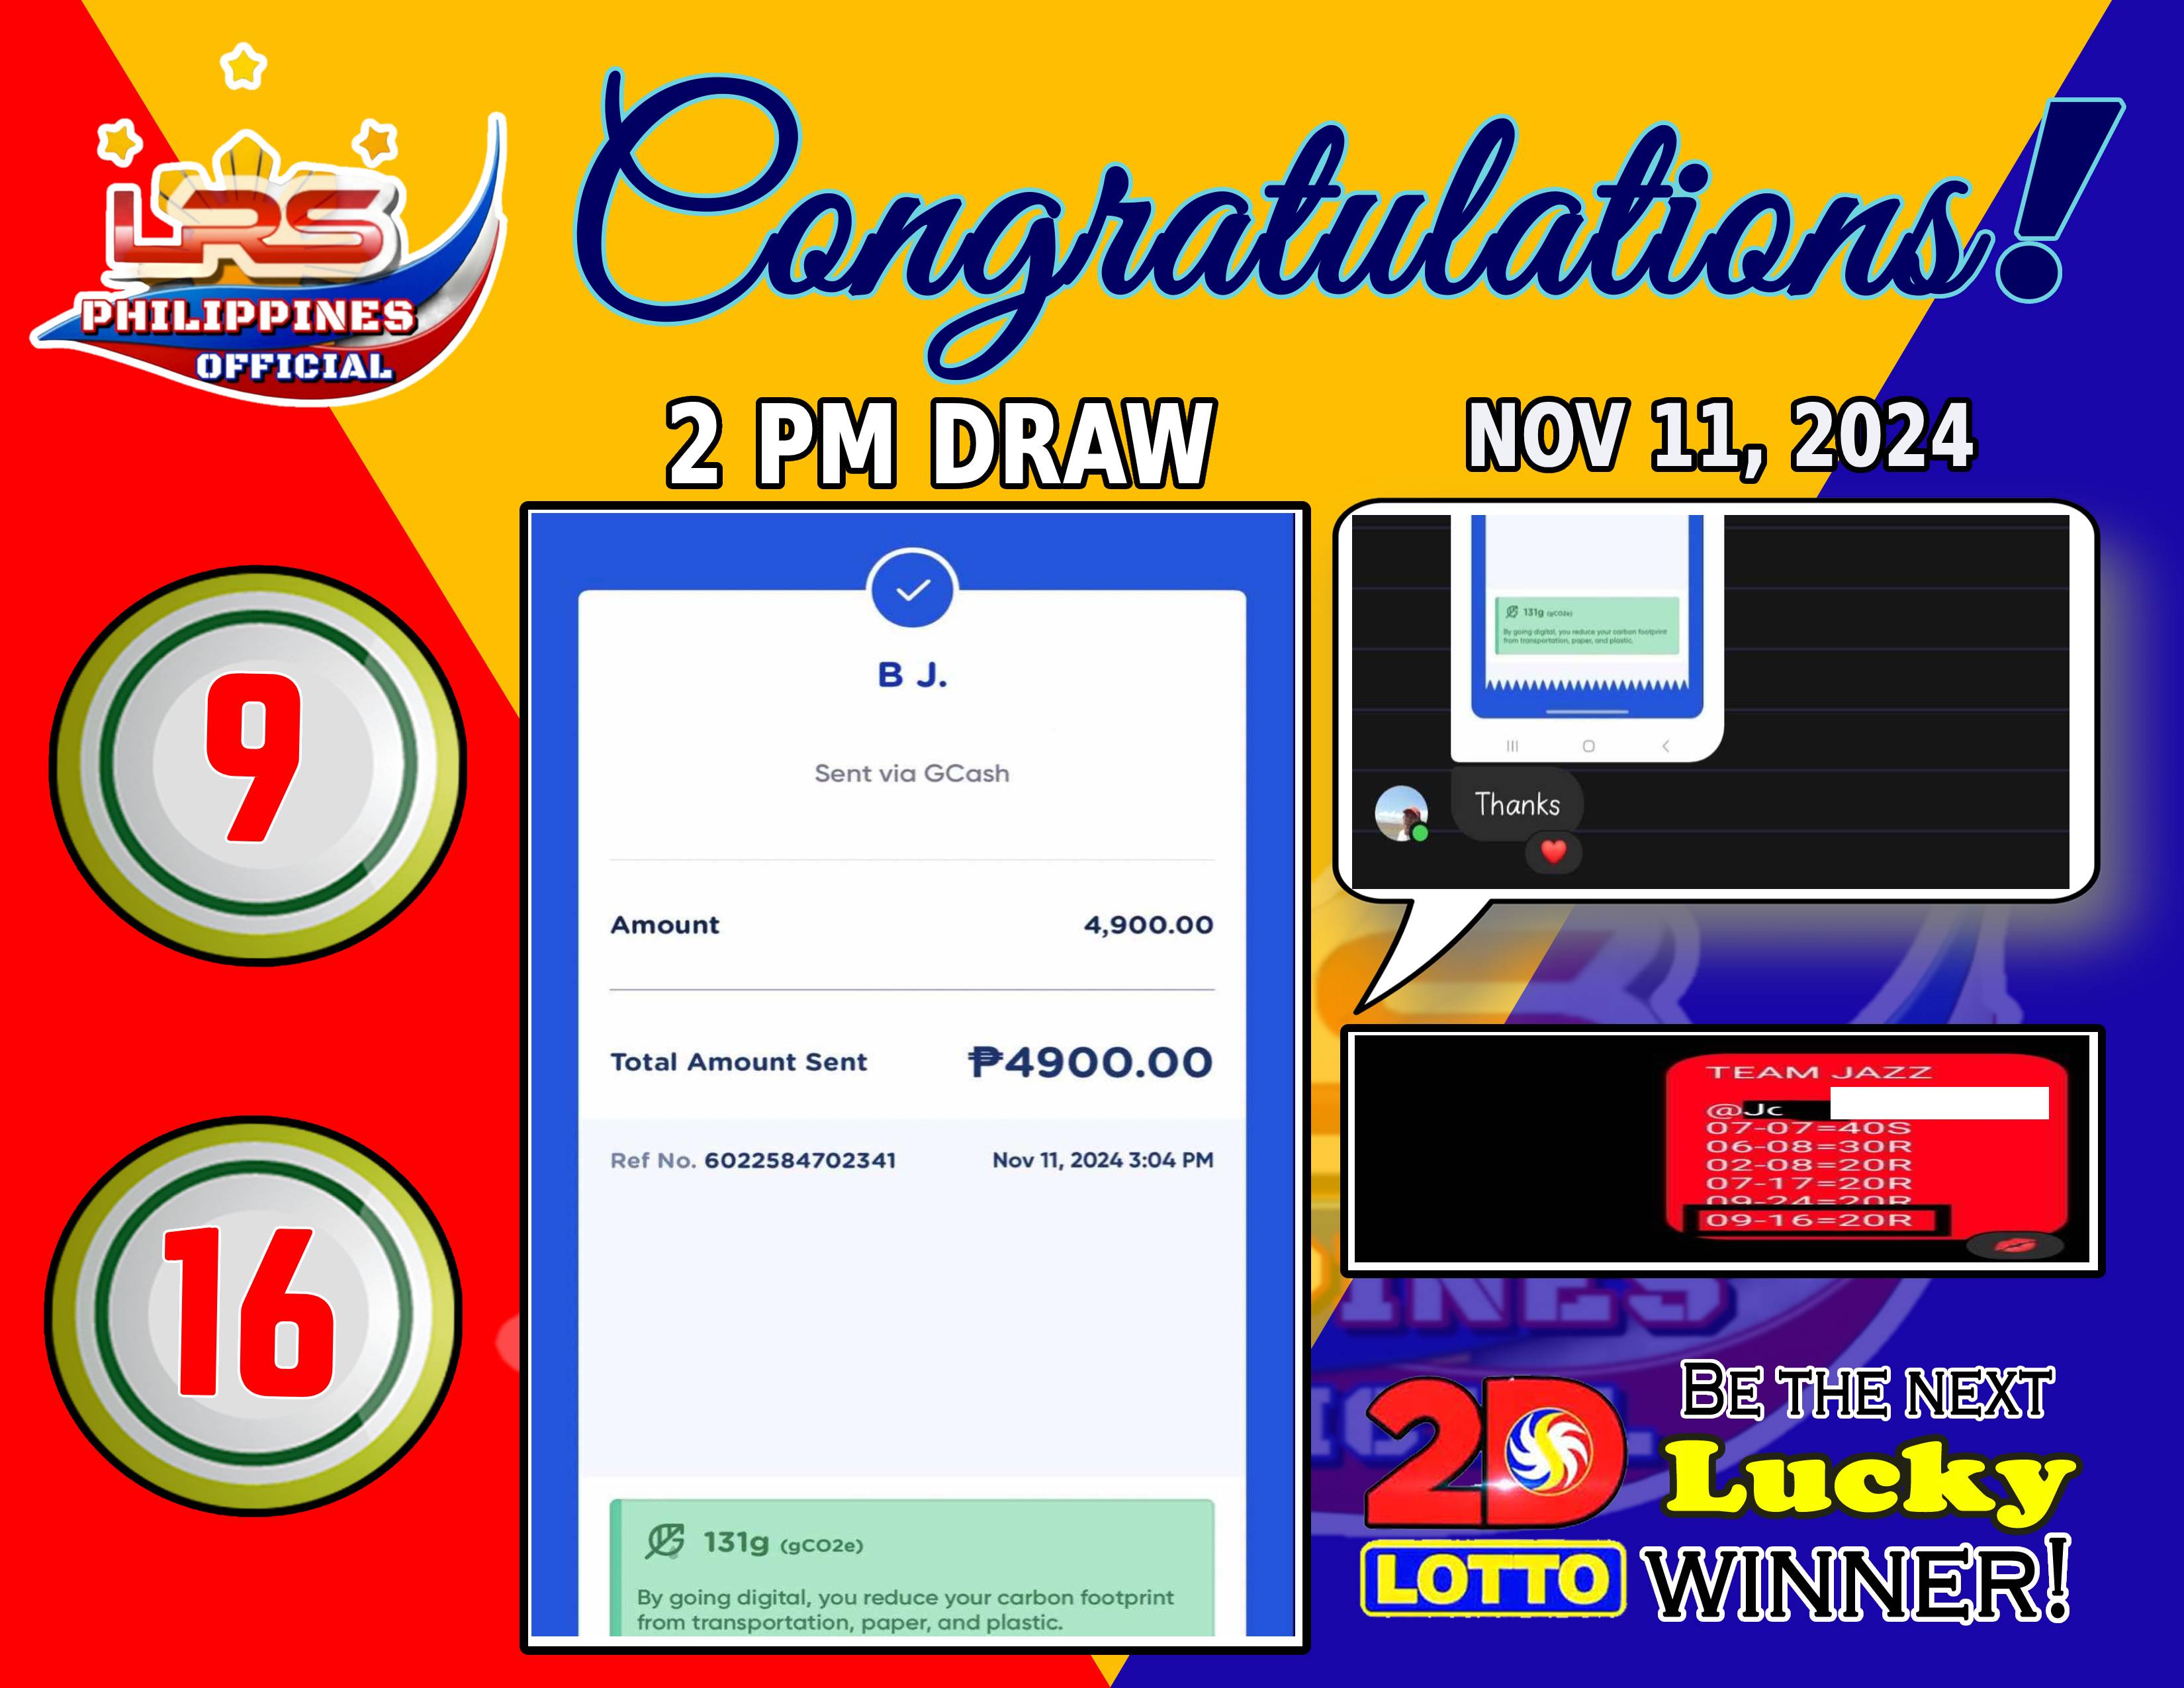 LRS
PHILIPPINES
OFFICIAL
Congratulations!
2 PM DRAW
NOV 11, 2024
9
16
B J.
Sent via GCash
Amount 4,900.00
Total Amount Sent ₱4900.00
Ref No. 6022584702341 Nov 11, 2024 3:04 PM
131g (gCO2e)
By going digital, you reduce your carbon footprint
from transportation, paper, and plastic.
131g (gCO2e)
By going digital, you reduce your carbon footprint
from transportation, paper, and plastic.
Thanks
TEAM JAZZ
@Jc
07-07=40S
06-08=30R
02-08=20R
07-17=20R
09-24=20R
09-16=20R
2D
LOTTO
BE THE NEXT
Lucky
WINNER!